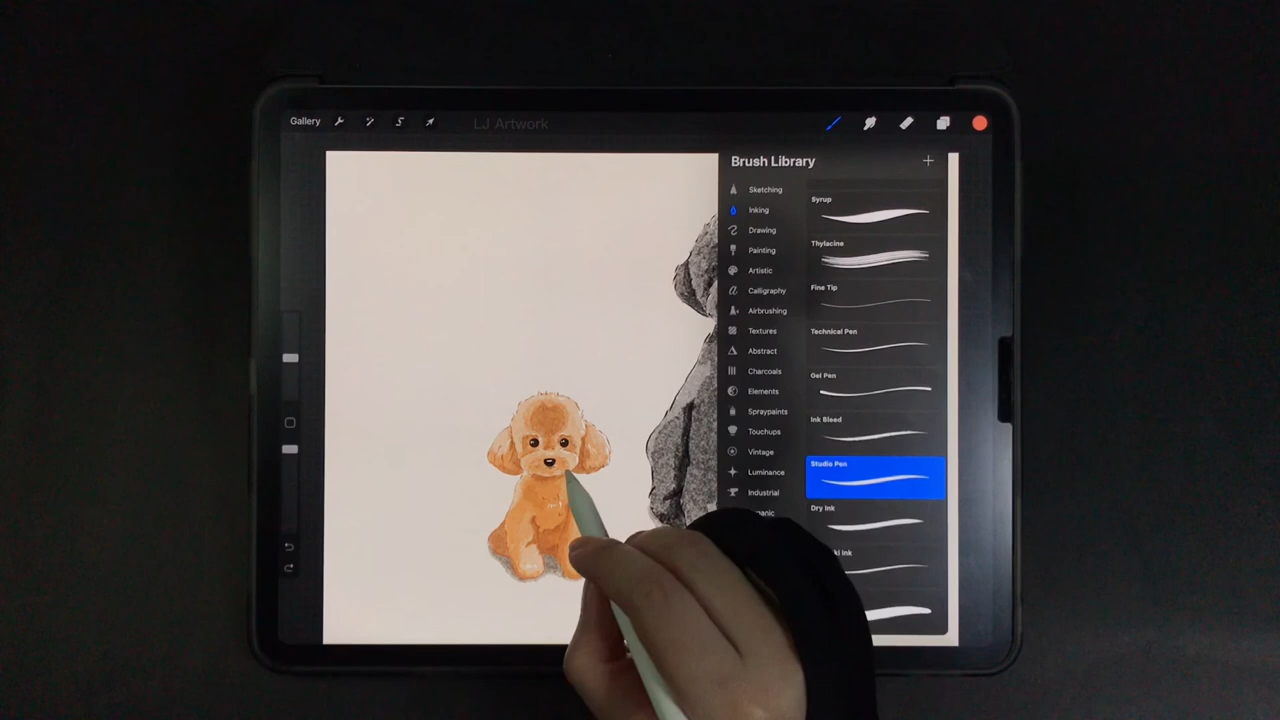 Gallery
LJ Artwork
Brush Library
Sketching
Inking
Drawing
Painting
Artistic
Calligraphy
Airbrushing
Textures
Abstract
Charcoals
Elements
Spraypaints
Touchups
Vintage
Luminance
Industrial
Syrup
Thylacine
Fine Tip
Technical Pen
Gel Pen
Ink Bleed
Studio Pen
Dry Ink